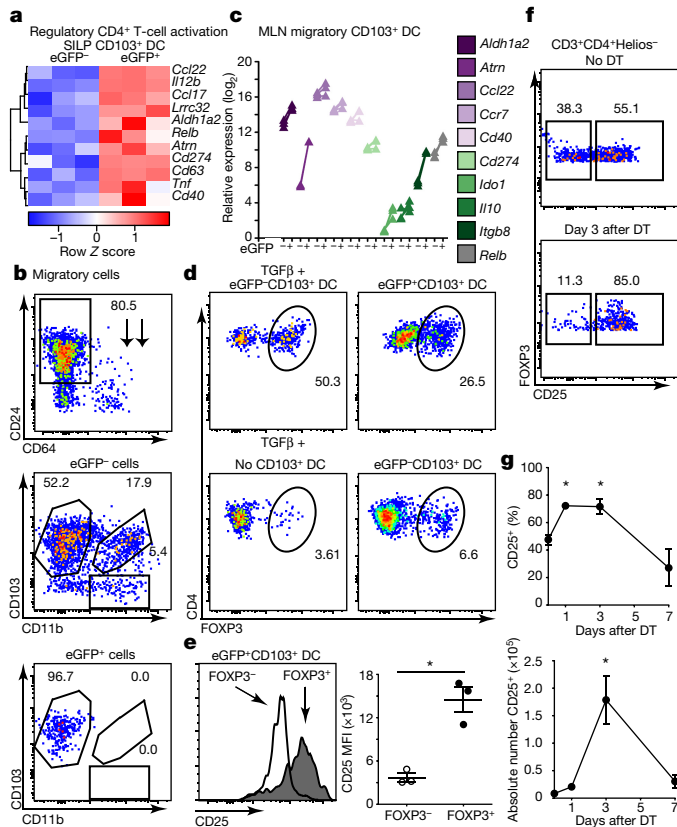 a
Regulatory CD4⁺ T-cell activation
SILP CD103⁺ DC
eGFP⁻ eGFP⁺
Ccl22
Il12b
Ccl17
Lrrc32
Aldh1a2
Relb
Atrn
Cd274
Cd63
Tnf
Cd40
−1 0 1
Row Z score
c
MLN migratory CD103⁺ DC
Relative expression (log₂)
20
16
12
8
4
0
eGFP −+−+−+−+−+−+−+−+−+−+
Aldh1a2
Atrn
Ccl22
Ccr7
Cd40
Cd274
Ido1
Il10
Itgb8
Relb
f
CD3⁺CD4⁺Helios⁻
No DT
38.3 55.1
Day 3 after DT
11.3 85.0
FOXP3
CD25
b
Migratory cells
80.5
CD24
CD64
eGFP⁻ cells
52.2 17.9
5.4
CD103
CD11b
eGFP⁺ cells
96.7 0.0
0.0
CD103
CD11b
d
TGFβ +
eGFP⁻CD103⁺ DC eGFP⁺CD103⁺ DC
50.3 26.5
TGFβ +
No CD103⁺ DC eGFP⁻CD103⁺ DC
3.61 6.6
CD4
FOXP3
e
eGFP⁺CD103⁺ DC
FOXP3⁻ FOXP3⁺
CD25
CD25 MFI (×10³)
18
12
6
0
*
FOXP3⁻ FOXP3⁺
g
CD25⁺ (%)
100
80
60
40
20
0
* *
1 3 5 7
Days after DT
Absolute number CD25⁺ (×10⁵)
2.5
2.0
1.5
1.0
0.5
0
*
0 1 3 5 7
Days after DT